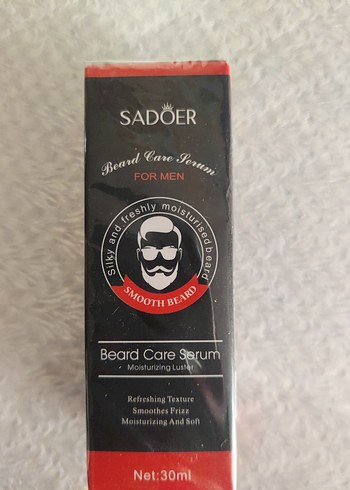 SADOER
Beard Care Serum
FOR MEN
Silky and freshly moisturised beard
SMOOTH BEARD
Beard Care Serum
Moisturizing Luster
Refreshing Texture
Smoothes Frizz
Moisturizing And Soft
Net:30ml